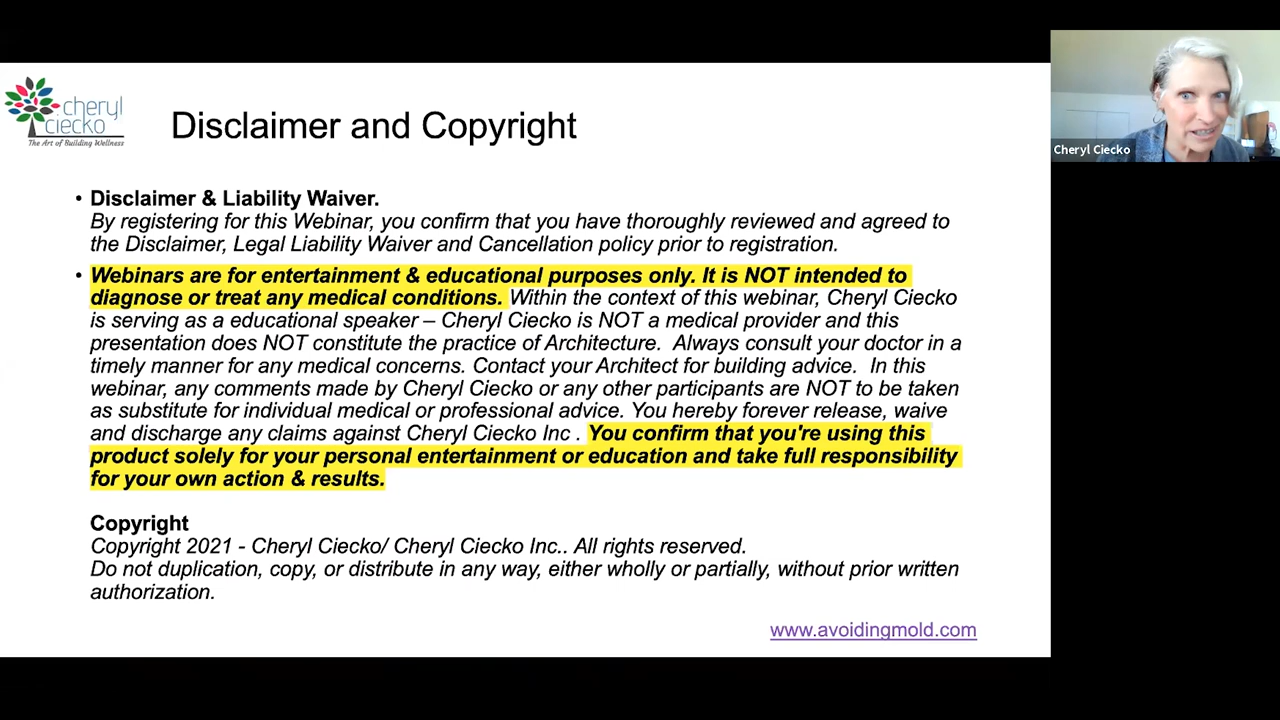 cheryl
ciecko
The Art of Building Wellness
Disclaimer and Copyright
Cheryl Ciecko
• Disclaimer & Liability Waiver.
By registering for this Webinar, you confirm that you have thoroughly reviewed and agreed to
the Disclaimer, Legal Liability Waiver and Cancellation policy prior to registration.
• Webinars are for entertainment & educational purposes only. It is NOT intended to
diagnose or treat any medical conditions. Within the context of this webinar, Cheryl Ciecko
is serving as a educational speaker – Cheryl Ciecko is NOT a medical provider and this
presentation does NOT constitute the practice of Architecture.  Always consult your doctor in a
timely manner for any medical concerns. Contact your Architect for building advice.  In this
webinar, any comments made by Cheryl Ciecko or any other participants are NOT to be taken
as substitute for individual medical or professional advice. You hereby forever release, waive
and discharge any claims against Cheryl Ciecko Inc . You confirm that you're using this
product solely for your personal entertainment or education and take full responsibility
for your own action & results.
Copyright
Copyright 2021 - Cheryl Ciecko/ Cheryl Ciecko Inc.. All rights reserved.
Do not duplication, copy, or distribute in any way, either wholly or partially, without prior written
authorization.
www.avoidingmold.com